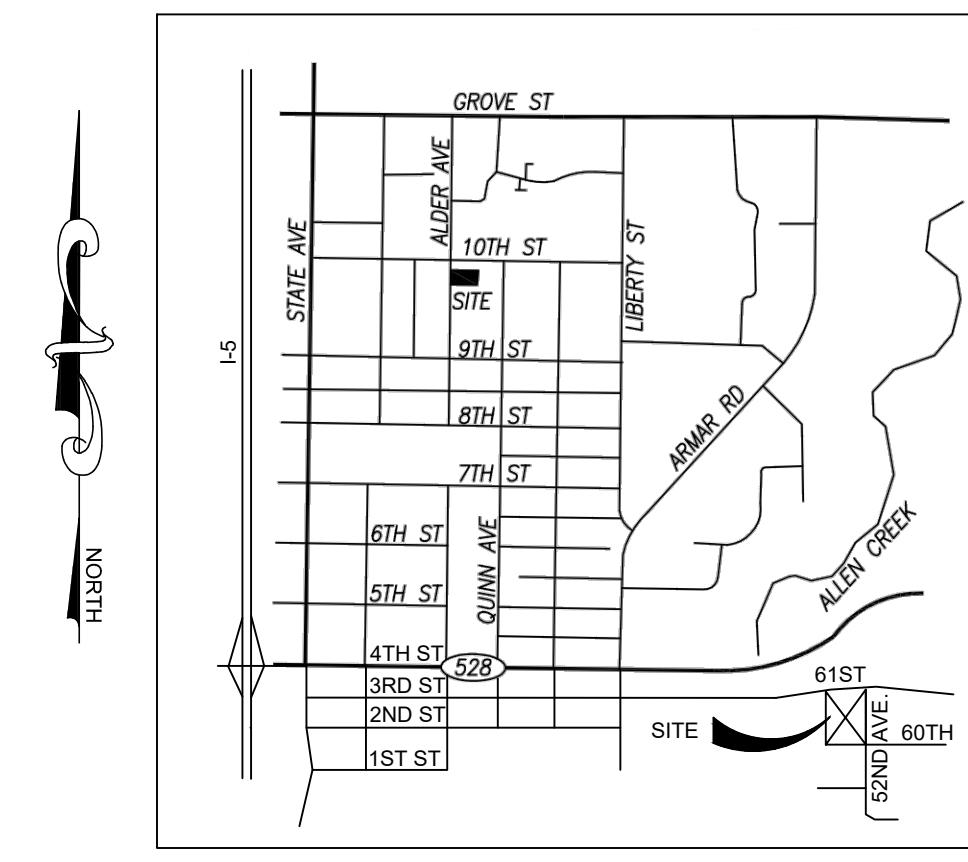 GROVE ST
ALDER AVE
STATE AVE
10TH ST
LIBERTY ST
SITE
I-5
9TH ST
ARMAR RD
8TH ST
7TH ST
6TH ST
QUINN AVE
ALLEN CREEK
NORTH
5TH ST
4TH ST
528
61ST
3RD ST
2ND ST
SITE
52ND AVE.
60TH
1ST ST